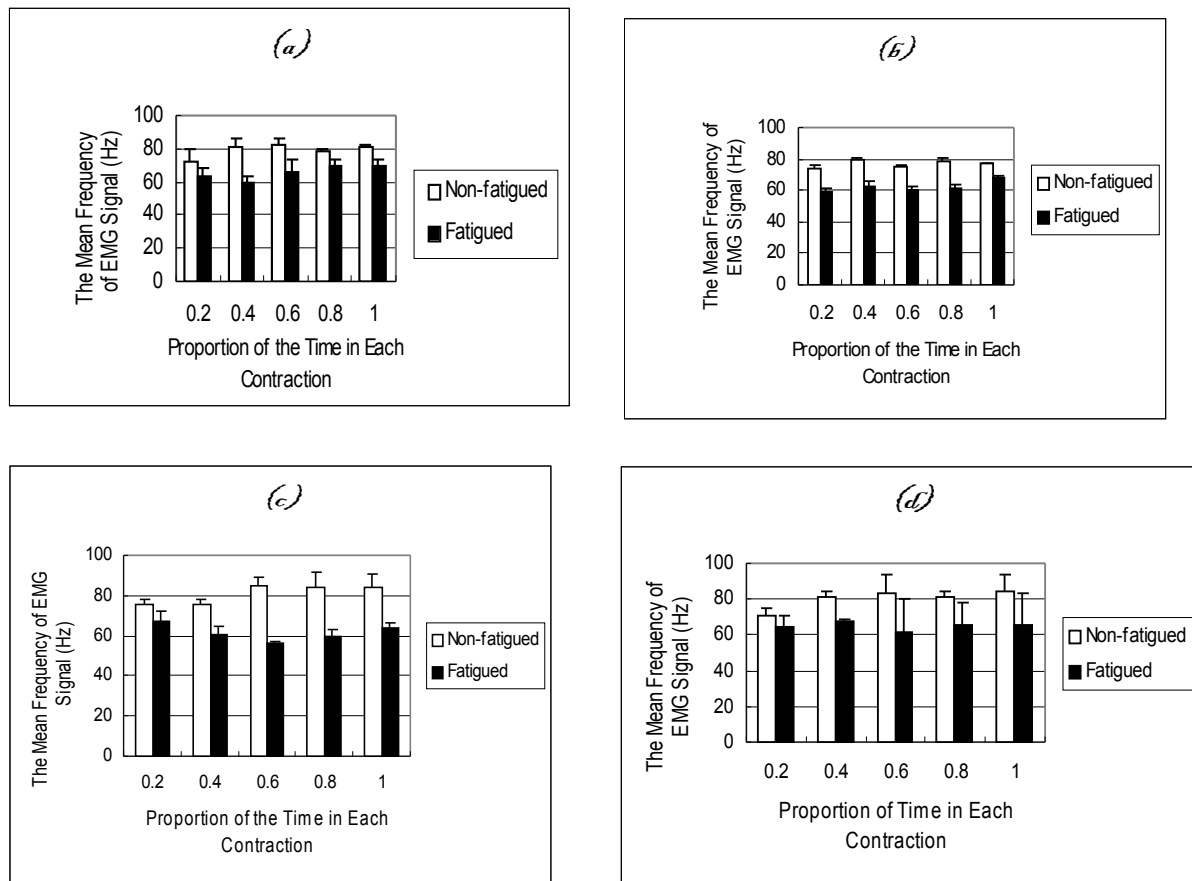 (a)
The Mean Frequency
of EMG Signal (Hz)
100
80
60
40
20
0
0.2 0.4 0.6 0.8 1
Proportion of the Time in Each
Contraction
Non-fatigued
Fatigued
(b)
The Mean Frequency of
EMG Signal (Hz)
100
80
60
40
20
0
0.2 0.4 0.6 0.8 1
Proportion of the Time in Each
Contraction
Non-fatigued
Fatigued
(c)
The Mean Frequency of EMG
Signal (Hz)
100
80
60
40
20
0
0.2 0.4 0.6 0.8 1
Proportion of the Time in Each
Contraction
Non-fatigued
Fatigued
(d)
The Mean Frequency of
EMG Signal (Hz)
100
80
60
40
20
0
0.2 0.4 0.6 0.8 1
Proportion of Time in Each
Contraction
Non-fatigued
Fatigued